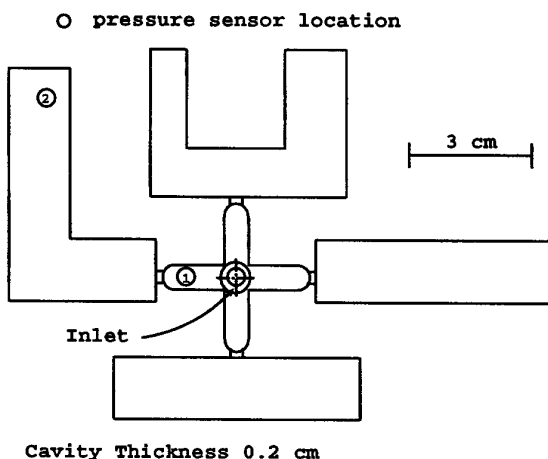 ○ pressure sensor location
2
3 cm
1
Inlet
Cavity Thickness 0.2 cm